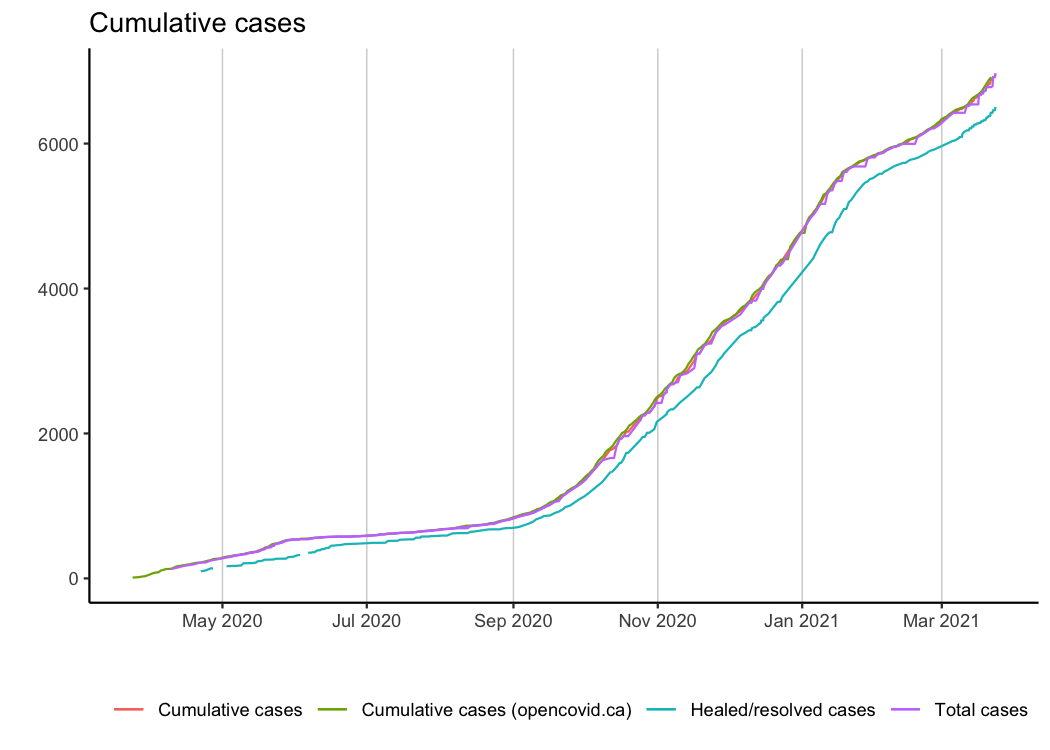 Cumulative cases
6000
4000
2000
0
May 2020 Jul 2020 Sep 2020 Nov 2020 Jan 2021 Mar 2021
Cumulative cases Cumulative cases (opencovid.ca) Healed/resolved cases Total cases